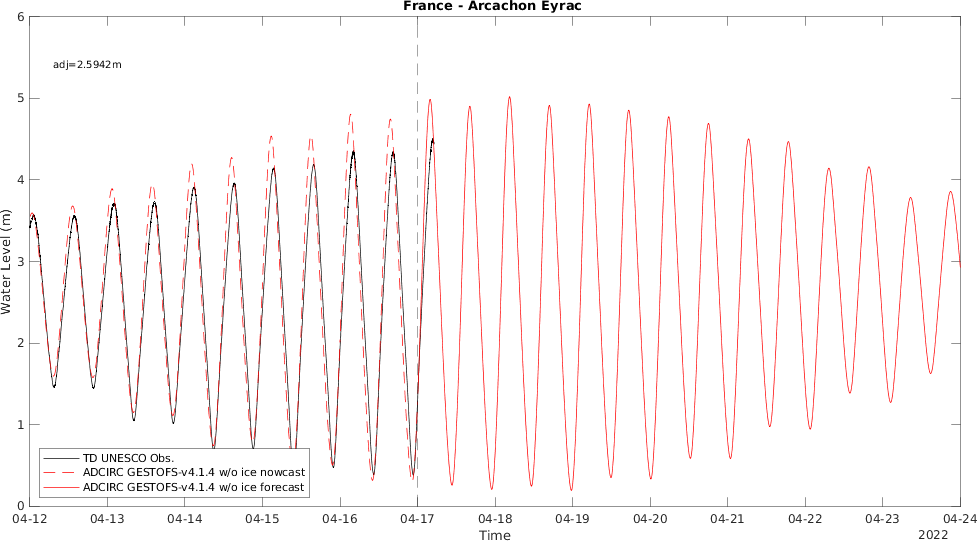 France - Arcachon Eyrac
6
adj=2.5942m
5
4
3
2
1
0
Water Level (m)
TD UNESCO Obs.
ADCIRC GESTOFS-v4.1.4 w/o ice nowcast
ADCIRC GESTOFS-v4.1.4 w/o ice forecast
04-12 04-13 04-14 04-15 04-16 04-17 04-18 04-19 04-20 04-21 04-22 04-23 04-24
Time
2022